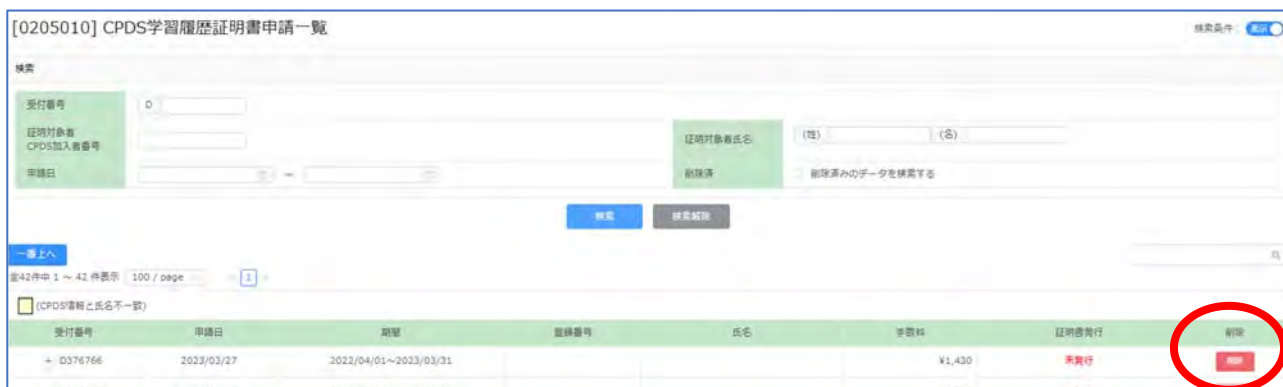 [0205010] CPDS学習履歴証明書申請一覧
検索条件: 表示
検索
受付番号 D
証明対象者
CPDS加入者番号
証明対象者氏名 (姓) (名)
申請日 ~
削除済 削除済みのデータを検索する
検索 検索解除
一番上へ
全42件中 1 ~ 42 件表示 100 / page 1
(CPDS情報と氏名不一致)
受付番号 申請日 期間 登録番号 氏名 手数料 証明書発行 削除
+ D376766 2023/03/27 2022/04/01~2023/03/31 ¥1,430 未発行 削除